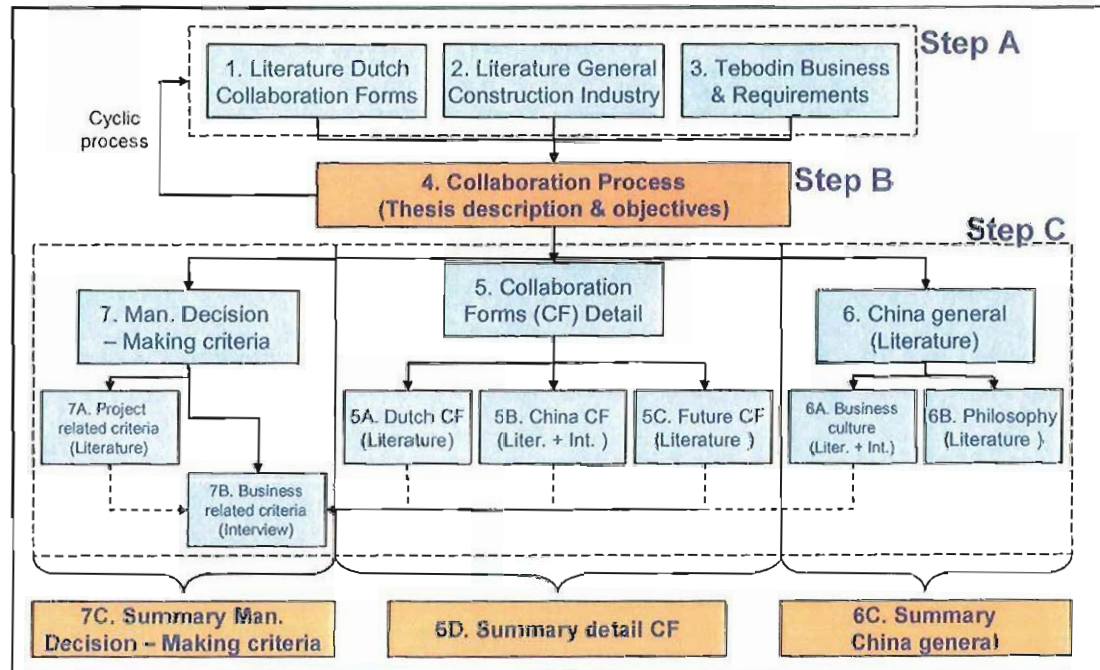 Step A
1. Literature Dutch
Collaboration Forms
2. Literature General
Construction Industry
3. Tebodin Business
& Requirements
Cyclic
process
4. Collaboration Process
(Thesis description & objectives)
Step B
Step C
7. Man. Decision
– Making criteria
5. Collaboration
Forms (CF) Detail
6. China general
(Literature)
7A. Project
related criteria
(Literature)
7B. Business
related criteria
(Interview)
5A. Dutch CF
(Literature)
5B. China CF
(Liter. + Int. )
5C. Future CF
(Literature )
6A. Business
culture
(Liter. + Int.)
6B. Philosophy
(Literature )
7C. Summary Man.
Decision – Making criteria
5D. Summary detail CF
6C. Summary
China general